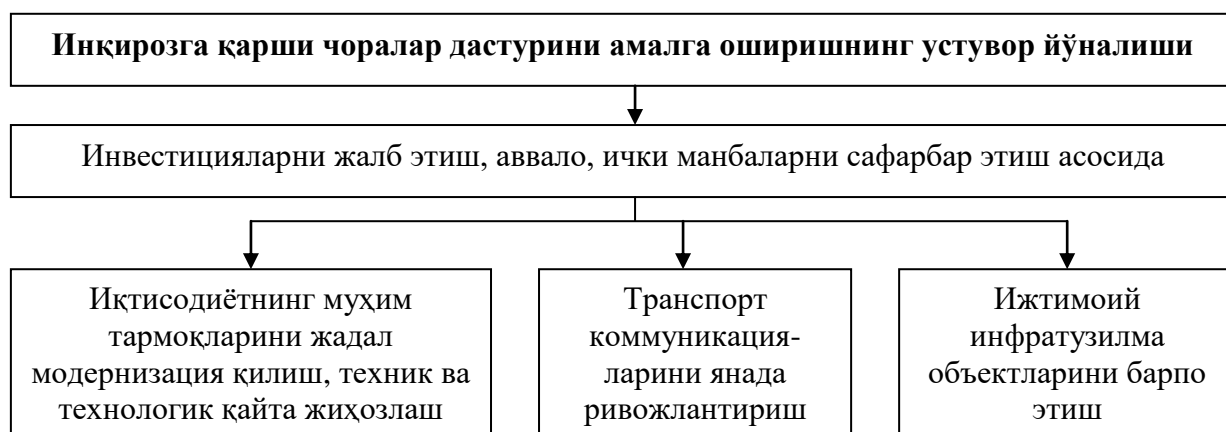 Инқирозга қарши чоралар дастурини амалга оширишнинг устувор йўналиши
Инвестицияларни жалб этиш, аввало, ички манбаларни сафарбар этиш асосида
Иқтисодиётнинг муҳим
тармоқларини жадал
модернизация қилиш, техник ва
технологик қайта жиҳозлаш
Транспорт
коммуникация-
ларини янада
ривожлантириш
Ижтимоий
инфратузилма
объектларини барпо
этиш